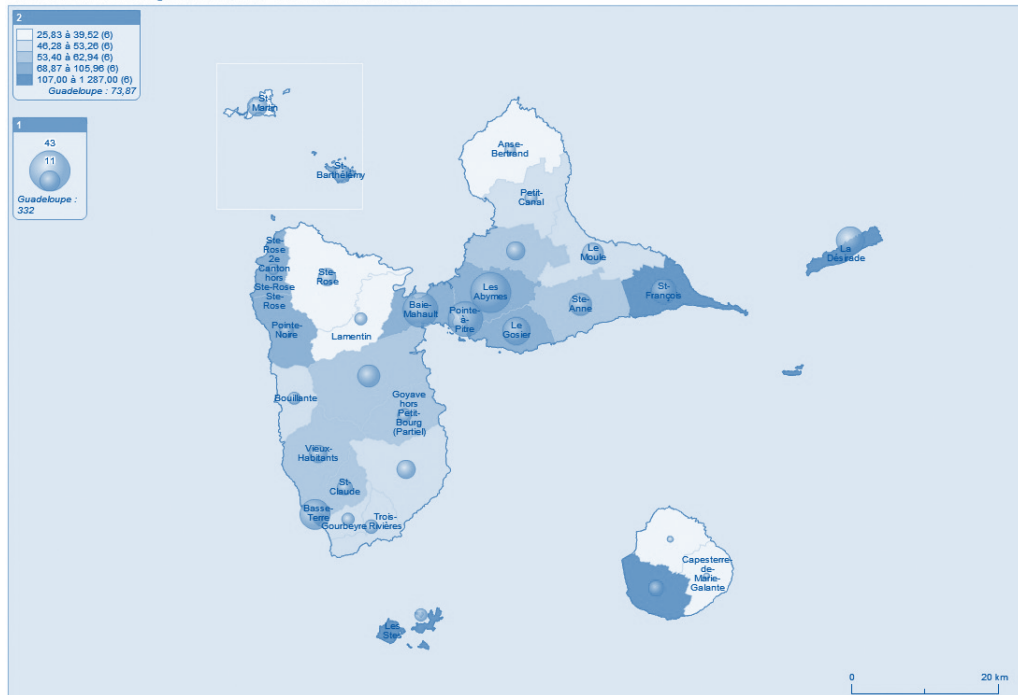 2
25,83 à 39,52 (6)
46,28 à 53,26 (6)
53,40 à 62,94 (6)
68,87 à 105,96 (6)
107,00 à 1 287,00 (6)
Guadeloupe : 73,87
1
43
11
Guadeloupe :
332
St-
Martin
St-
Barthélemy
Anse-
Bertrand
Petit-
Canal
Le
Moule
La
Désirade
Ste-
Rose
2e
Canton
hors
Ste-Rose
Ste-
Rose
Ste-
Rose
Les
Abymes
St-
François
Baie-
Mahault
Pointe-
à-
Pitre
Ste-
Anne
Le
Gosier
Pointe-
Noire
Lamentin
Bouillante
Goyave
hors
Petit-
Bourg
(Partiel)
Vieux-
Habitants
St-
Claude
Basse-
Terre
Gourbeyre
Trois-
Rivières
Capesterre-
de-
Marie-
Galante
Les
Stes
0
20 km